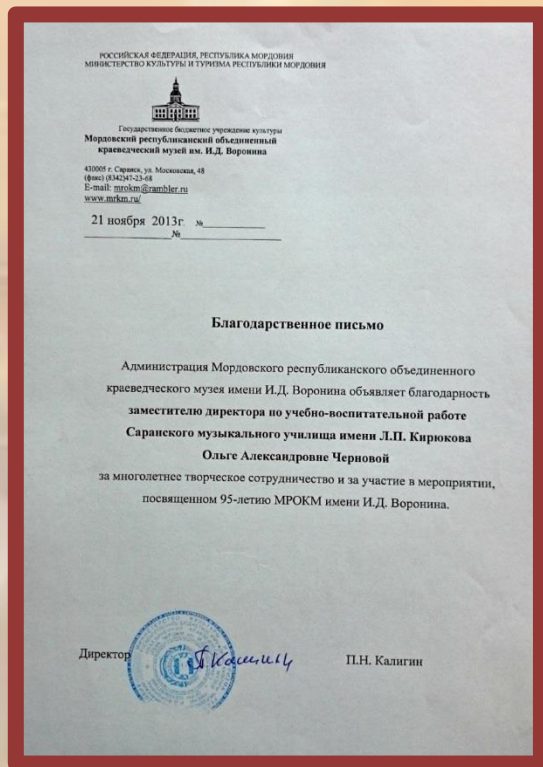 РОССИЙСКАЯ ФЕДЕРАЦИЯ, РЕСПУБЛИКА МОРДОВИЯ
МИНИСТЕРСТВО КУЛЬТУРЫ И ТУРИЗМА РЕСПУБЛИКИ МОРДОВИЯ
Государственное бюджетное учреждение культуры
Мордовский республиканский объединенный
краеведческий музей им. И.Д. Воронина
430005 г. Саранск, ул. Московская, 48
(факс) (8342)47-23-68
E-mail: mrokm@rambler.ru
www.mrkm.ru/
21 ноября 2013г. №____________
________________№__________________
Благодарственное письмо
Администрация Мордовского республиканского объединенного
краеведческого музея имени И.Д. Воронина объявляет благодарность
заместителю директора по учебно-воспитательной работе
Саранского музыкального училища имени Л.П. Кирюкова
Ольге Александровне Черновой
за многолетнее творческое сотрудничество и за участие в мероприятии,
посвященном 95-летию МРОКМ имени И.Д. Воронина.
Директор П.Н. Калигин